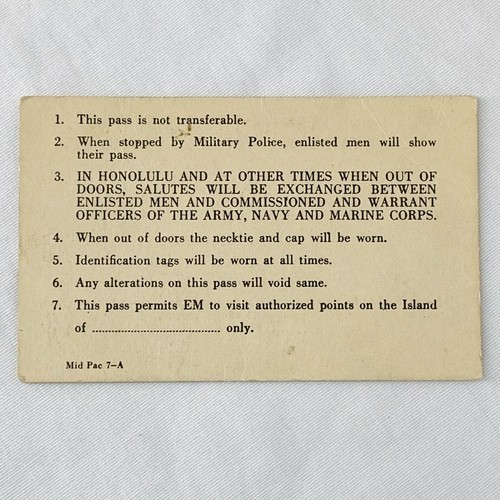 1. This pass is not transferable.
2. When stopped by Military Police, enlisted men will show
their pass.
3. IN HONOLULU AND AT OTHER TIMES WHEN OUT OF
DOORS, SALUTES WILL BE EXCHANGED BETWEEN
ENLISTED MEN AND COMMISSIONED AND WARRANT
OFFICERS OF THE ARMY, NAVY AND MARINE CORPS.
4. When out of doors the necktie and cap will be worn.
5. Identification tags will be worn at all times.
6. Any alterations on this pass will void same.
7. This pass permits EM to visit authorized points on the Island
of ........................................ only.
Mid Pac 7—A